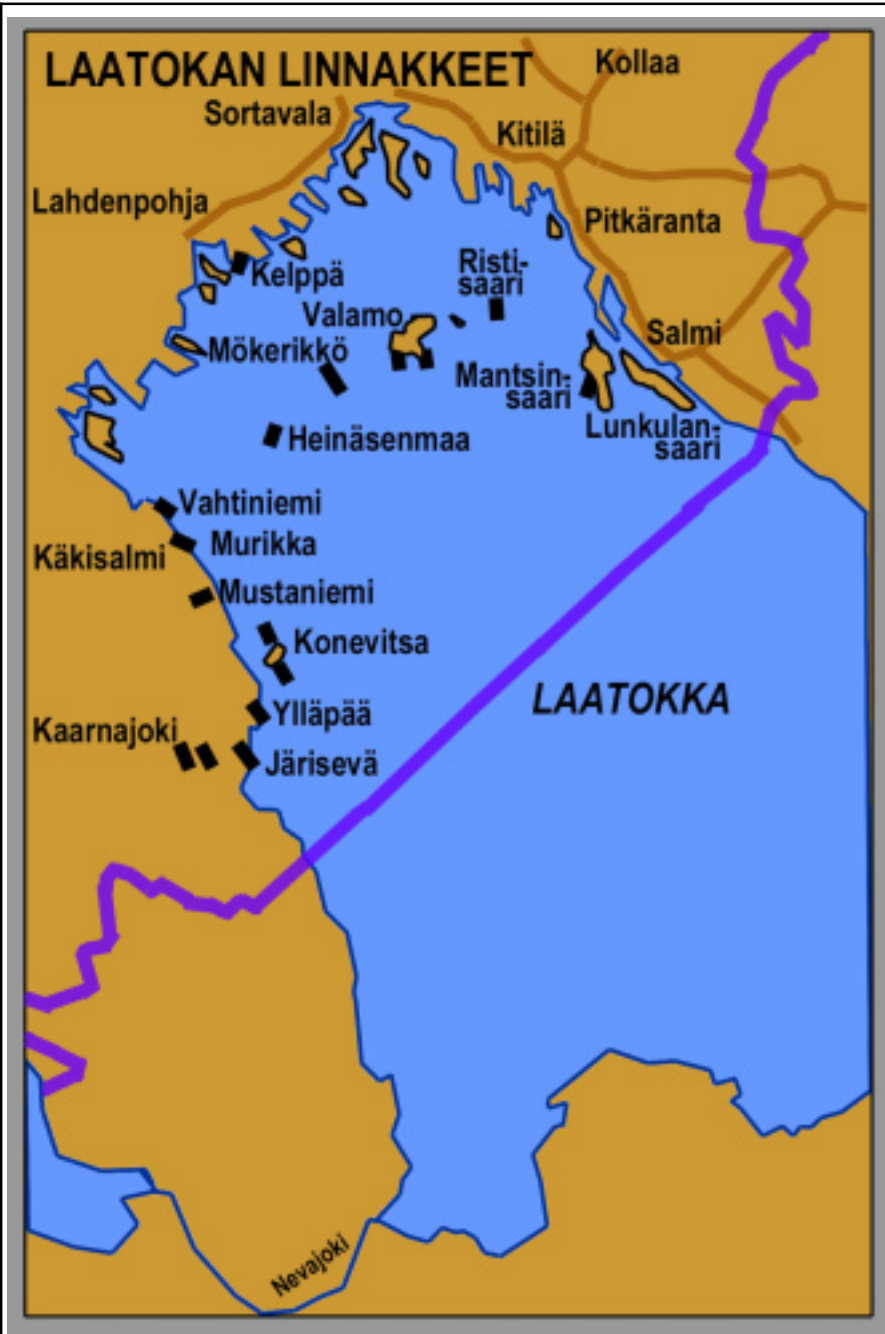 LAATOKAN LINNAKKEET
Kollaa
Sortavala
Kitilä
Lahdenpohja
Pitkäranta
Kelppä
Risti-
saari
Valamo
Salmi
Mökerikkö
Mantsin-
saari
Lunkulan-
saari
Heinäsenmaa
Vahtiniemi
Murikka
Käkisalmi
Mustaniemi
Konevitsa
LAATOKKA
Ylläpää
Kaarnajoki
Järisevä
Nevajoki